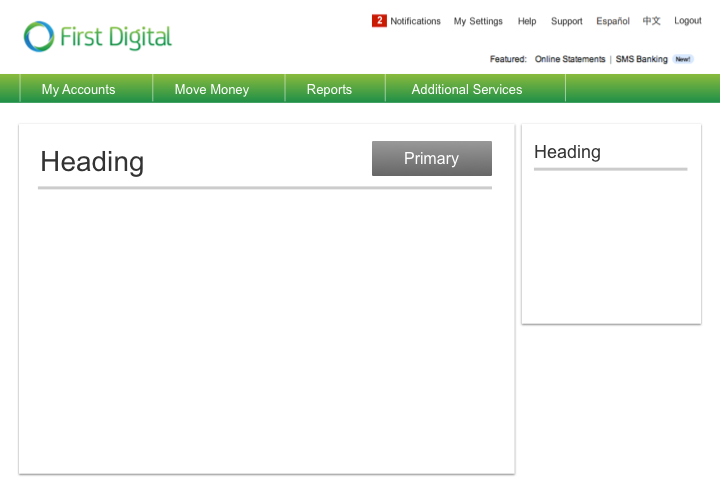 2 Notifications My Settings Help Support Español 中文 Logout
First Digital
Featured: Online Statements | SMS Banking New!
My Accounts Move Money Reports Additional Services
Heading Primary
Heading